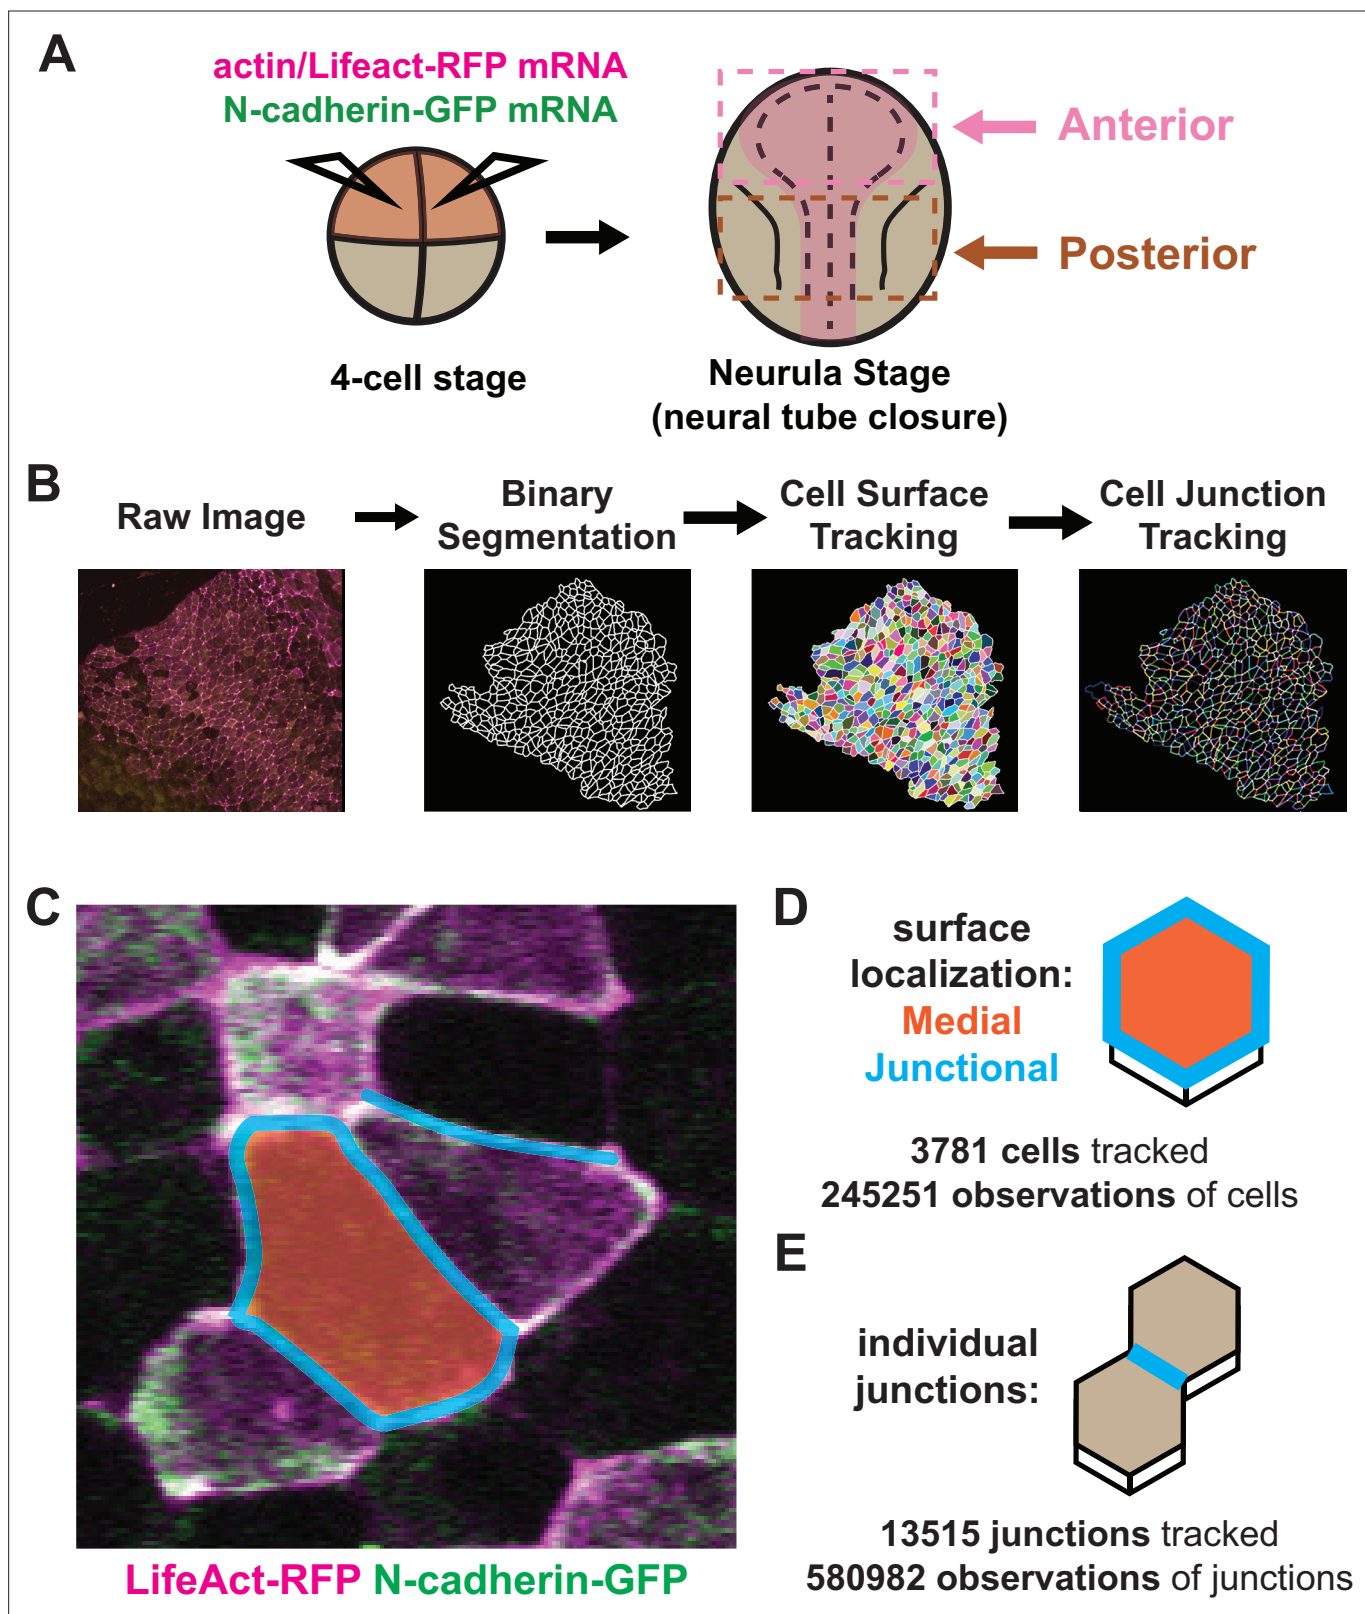 A
actin/Lifeact-RFP mRNA
N-cadherin-GFP mRNA
Anterior
Posterior
4-cell stage
Neurula Stage
(neural tube closure)
B
Raw Image
Binary
Segmentation
Cell Surface
Tracking
Cell Junction
Tracking
C
LifeAct-RFP N-cadherin-GFP
D
surface
localization:
Medial
Junctional
3781 cells tracked
245251 observations of cells
E
individual
junctions:
13515 junctions tracked
580982 observations of junctions